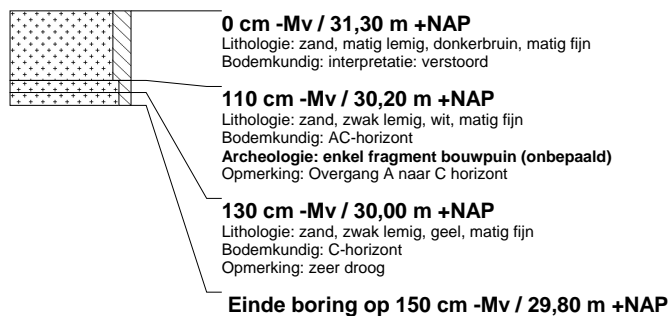 0 cm -Mv / 31,30 m +NAP
Lithologie: zand, matig lemig, donkerbruin, matig fijn
Bodemkundig: interpretatie: verstoord
110 cm -Mv / 30,20 m +NAP
Lithologie: zand, zwak lemig, wit, matig fijn
Bodemkundig: AC-horizont
Archeologie: enkel fragment bouwpuin (onbepaald)
Opmerking: Overgang A naar C horizont
130 cm -Mv / 30,00 m +NAP
Lithologie: zand, zwak lemig, geel, matig fijn
Bodemkundig: C-horizont
Opmerking: zeer droog
Einde boring op 150 cm -Mv / 29,80 m +NAP